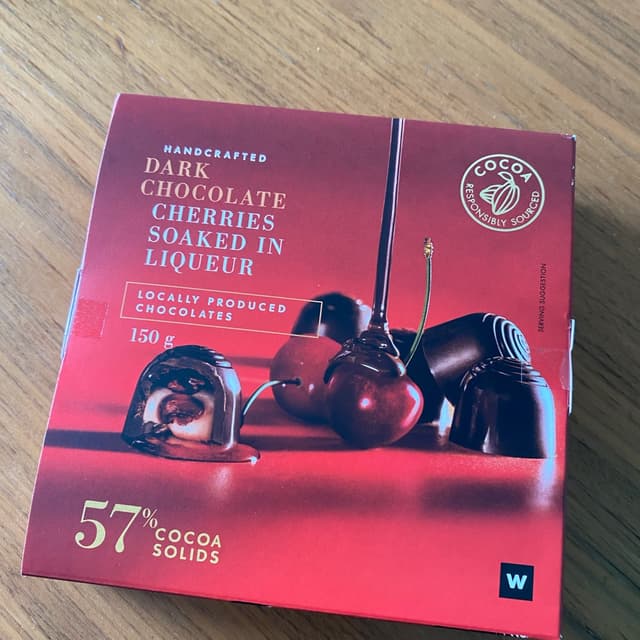 HANDCRAFTED
DARK
CHOCOLATE
CHERRIES
SOAKED IN
LIQUEUR
LOCALLY PRODUCED
CHOCOLATES
150 g
COCOA
RESPONSIBLY SOURCED
SERVING SUGGESTION
57%
COCOA
SOLIDS
W